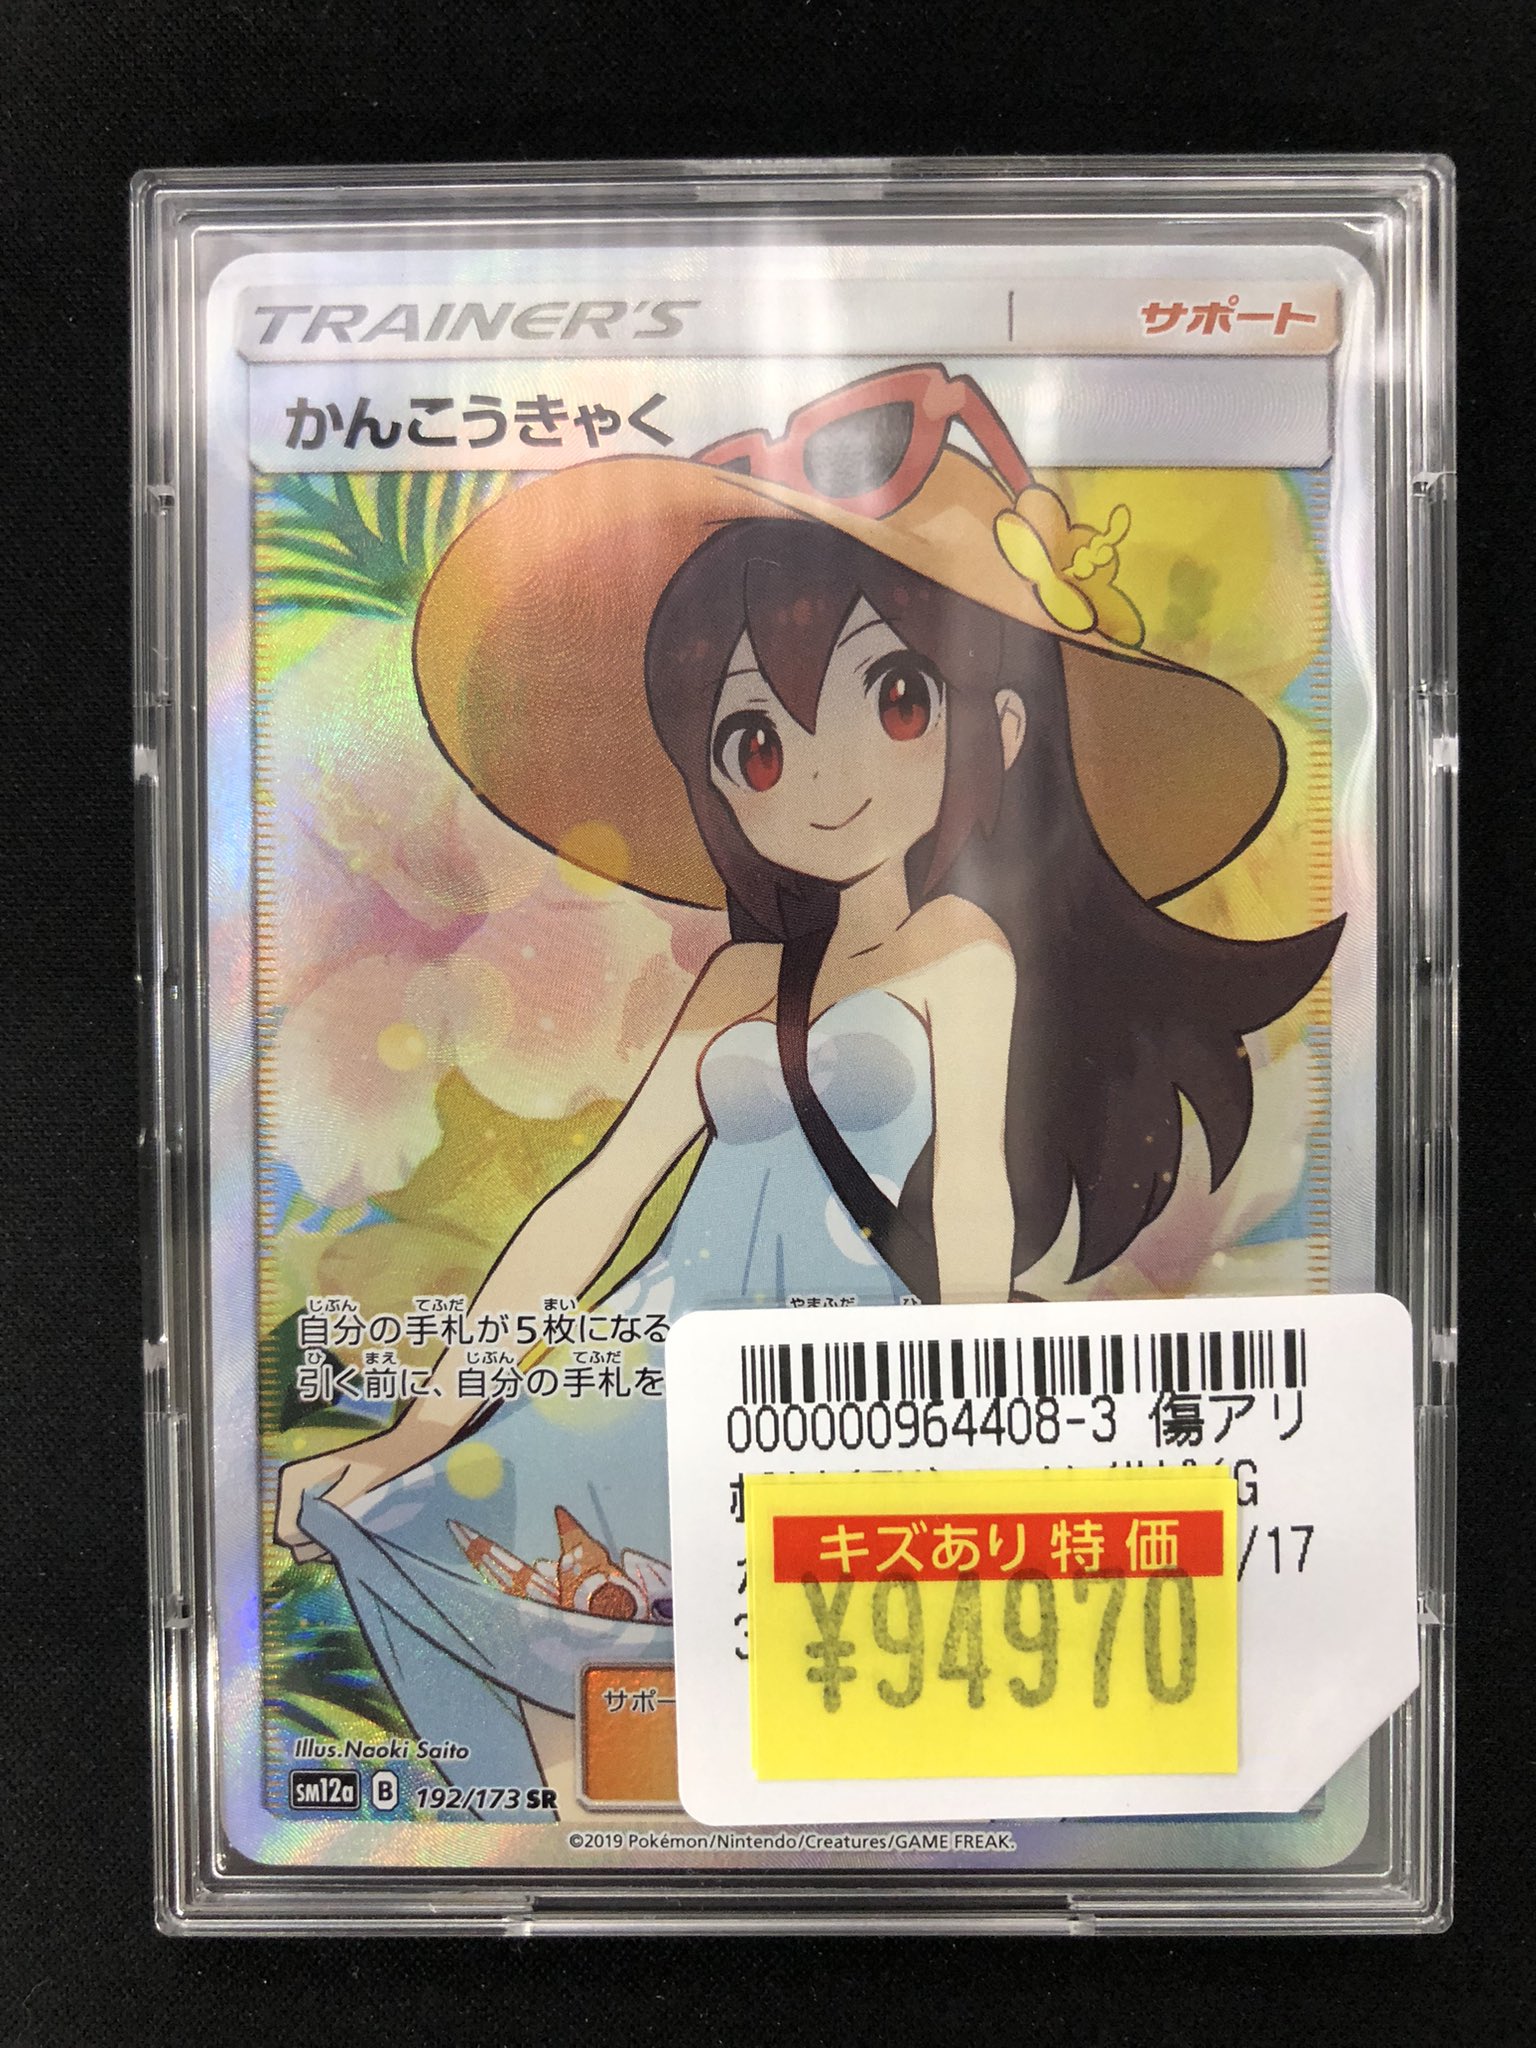 TRAINER'S サポート
かんこうきゃく
じぶん てふだ まい やまふだ ひ
自分の手札が5枚になる
ひ まえ じぶん てふだ
引く前に、自分の手札を
000000964408-3 傷アリ
G
/17
3
キズあり特価
¥94970
サポー
Illus.Naoki Saito
SM12a B 192/173 SR
©2019 Pokémon/Nintendo/Creatures/GAME FREAK.